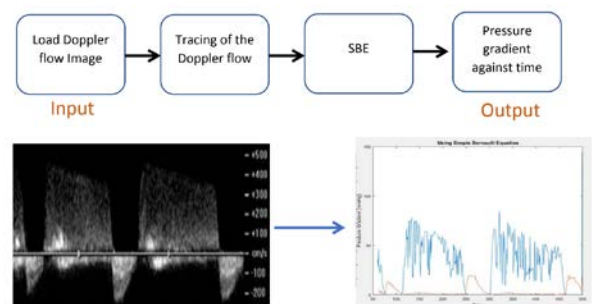 Load Doppler
flow Image
Tracing of the
Doppler flow
SBE
Pressure
gradient
against time
Input
Output
+500
+400
+300
+200
+100
cm/s
-100
-200
Using Simple Bernoulli Equation